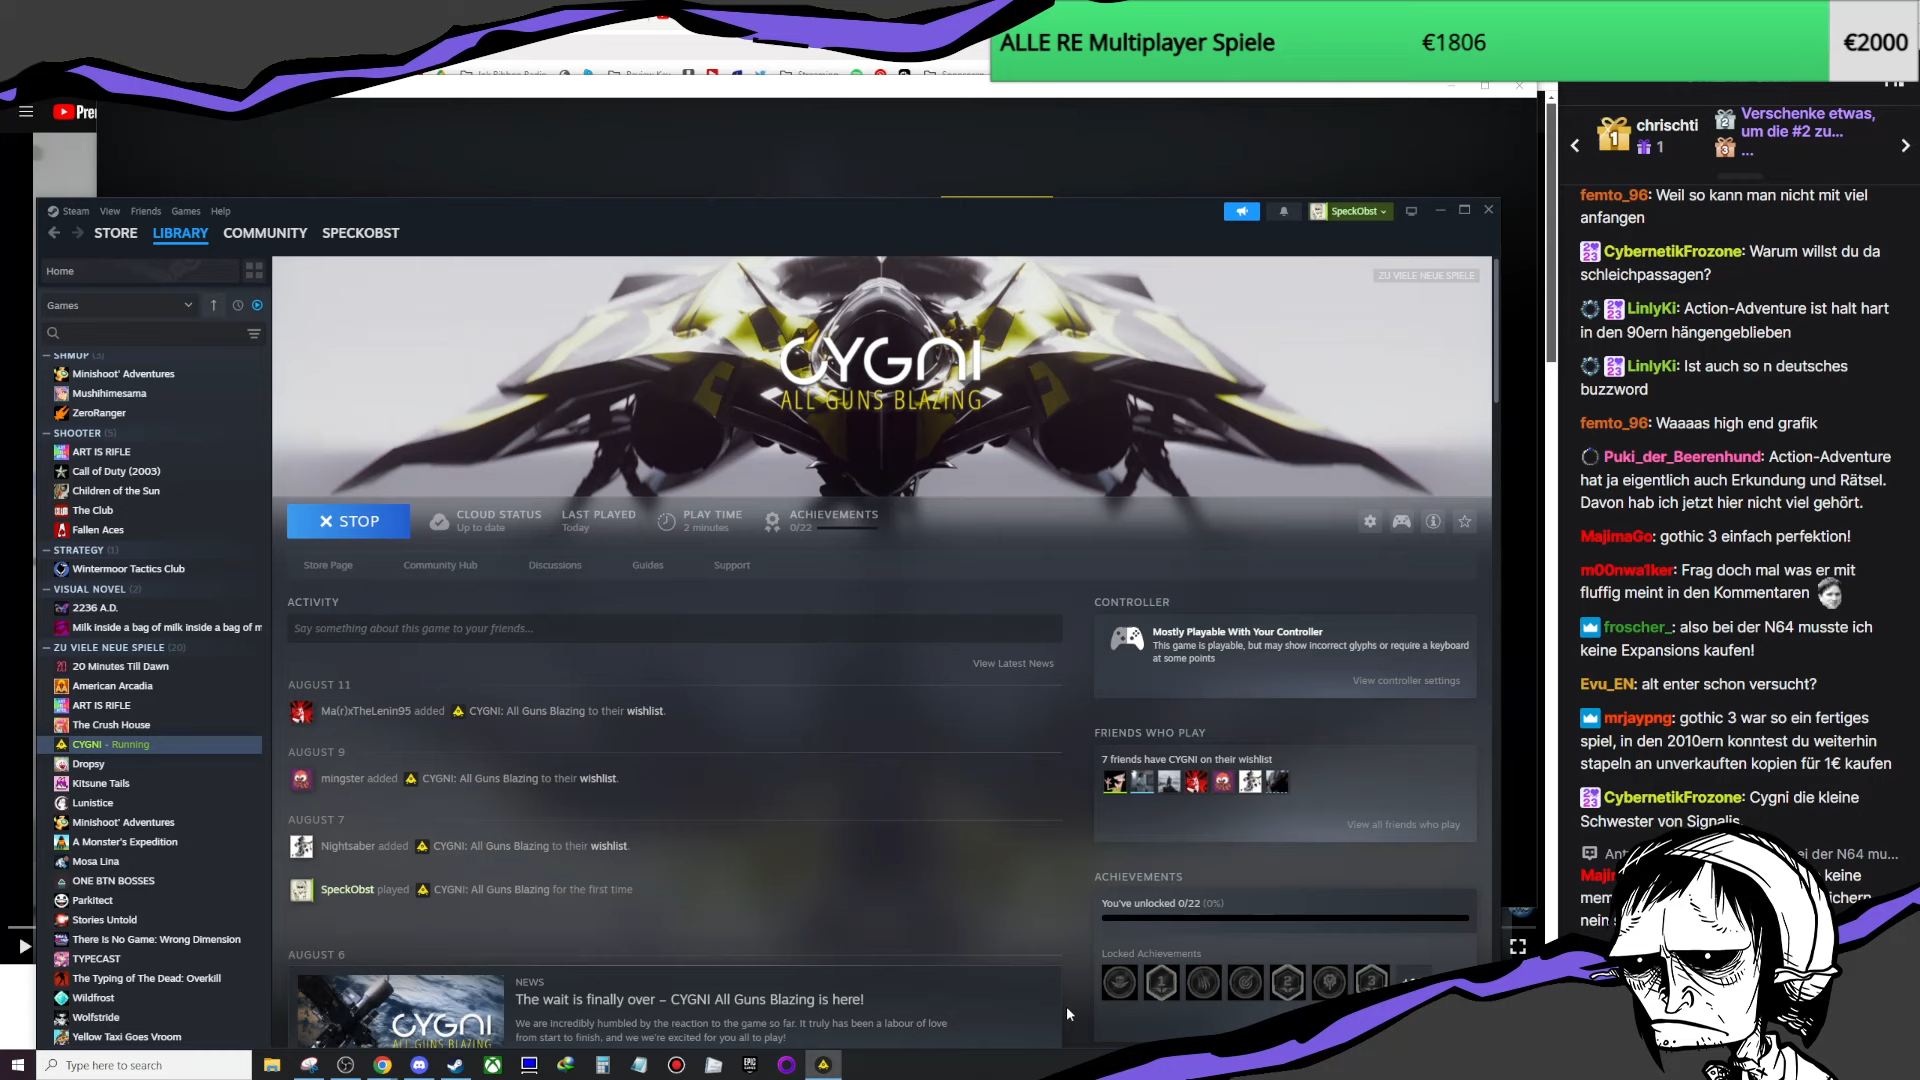 ALLE RE Multiplayer Spiele €1806 €2000
chrischti
1
Verschenke etwas,
um die #2 zu...
...
Steam View Friends Games Help
SpeckObst
STORE LIBRARY COMMUNITY SPECKOBST
Home
Games
SHMUP (3)
Minishoot' Adventures
Mushihimesama
ZeroRanger
SHOOTER (5)
ART IS RIFLE
Call of Duty (2003)
Children of the Sun
The Club
Fallen Aces
STRATEGY (1)
Wintermoor Tactics Club
VISUAL NOVEL (2)
2236 A.D.
Milk inside a bag of milk inside a bag of m
ZU VIELE NEUE SPIELE (20)
20 Minutes Till Dawn
American Arcadia
ART IS RIFLE
The Crush House
CYGNI - Running
Dropsy
Kitsune Tails
Lunistice
Minishoot' Adventures
A Monster's Expedition
Mosa Lina
ONE BTN BOSSES
Parkitect
Stories Untold
There Is No Game: Wrong Dimension
TYPECAST
The Typing of The Dead: Overkill
Wildfrost
Wolfstride
Yellow Taxi Goes Vroom
ZU VIELE NEUE SPIELE
CYGNI
ALL GUNS BLAZING
STOP
CLOUD STATUS
Up to date
LAST PLAYED
Today
PLAY TIME
2 minutes
ACHIEVEMENTS
0/22
Store Page Community Hub Discussions Guides Support
ACTIVITY
Say something about this game to your friends...
View Latest News
AUGUST 11
Ma(r)xTheLenin95 added CYGNI: All Guns Blazing to their wishlist.
AUGUST 9
mingster added CYGNI: All Guns Blazing to their wishlist.
AUGUST 7
Nightsaber added CYGNI: All Guns Blazing to their wishlist.
SpeckObst played CYGNI: All Guns Blazing for the first time
AUGUST 6
NEWS
The wait is finally over – CYGNI All Guns Blazing is here!
We are incredibly humbled by the reaction to the game so far. It truly has been a labour of love
from start to finish, and we we're excited for you all to play!
CYGNI
ALL GUNS BLAZING
CONTROLLER
Mostly Playable With Your Controller
This game is playable, but may show incorrect glyphs or require a keyboard
at some points
View controller settings
FRIENDS WHO PLAY
7 friends have CYGNI on their wishlist
View all friends who play
ACHIEVEMENTS
You've unlocked 0/22 (0%)
Locked Achievements
femto_96: Weil so kann man nicht mit viel
anfangen
CybernetikFrozone: Warum willst du da
schleichpassagen?
LinlyKi: Action-Adventure ist halt hart
in den 90ern hängengeblieben
LinlyKi: Ist auch so n deutsches
buzzword
femto_96: Waaaas high end grafik
Puki_der_Beerenhund: Action-Adventure
hat ja eigentlich auch Erkundung und Rätsel.
Davon hab ich jetzt hier nicht viel gehört.
MajimaGo: gothic 3 einfach perfektion!
m00nwa1ker: Frag doch mal was er mit
fluffig meint in den Kommentaren
froscher_: also bei der N64 musste ich
keine Expansions kaufen!
Evu_EN: alt enter schon versucht?
mrjaypng: gothic 3 war so ein fertiges
spiel, in den 2010ern konntest du weiterhin
stapeln an unverkauften kopien für 1€ kaufen
CybernetikFrozone: Cygni die kleine
Schwester von Signalis.
ei der N64 mu...
keine
Type here to search